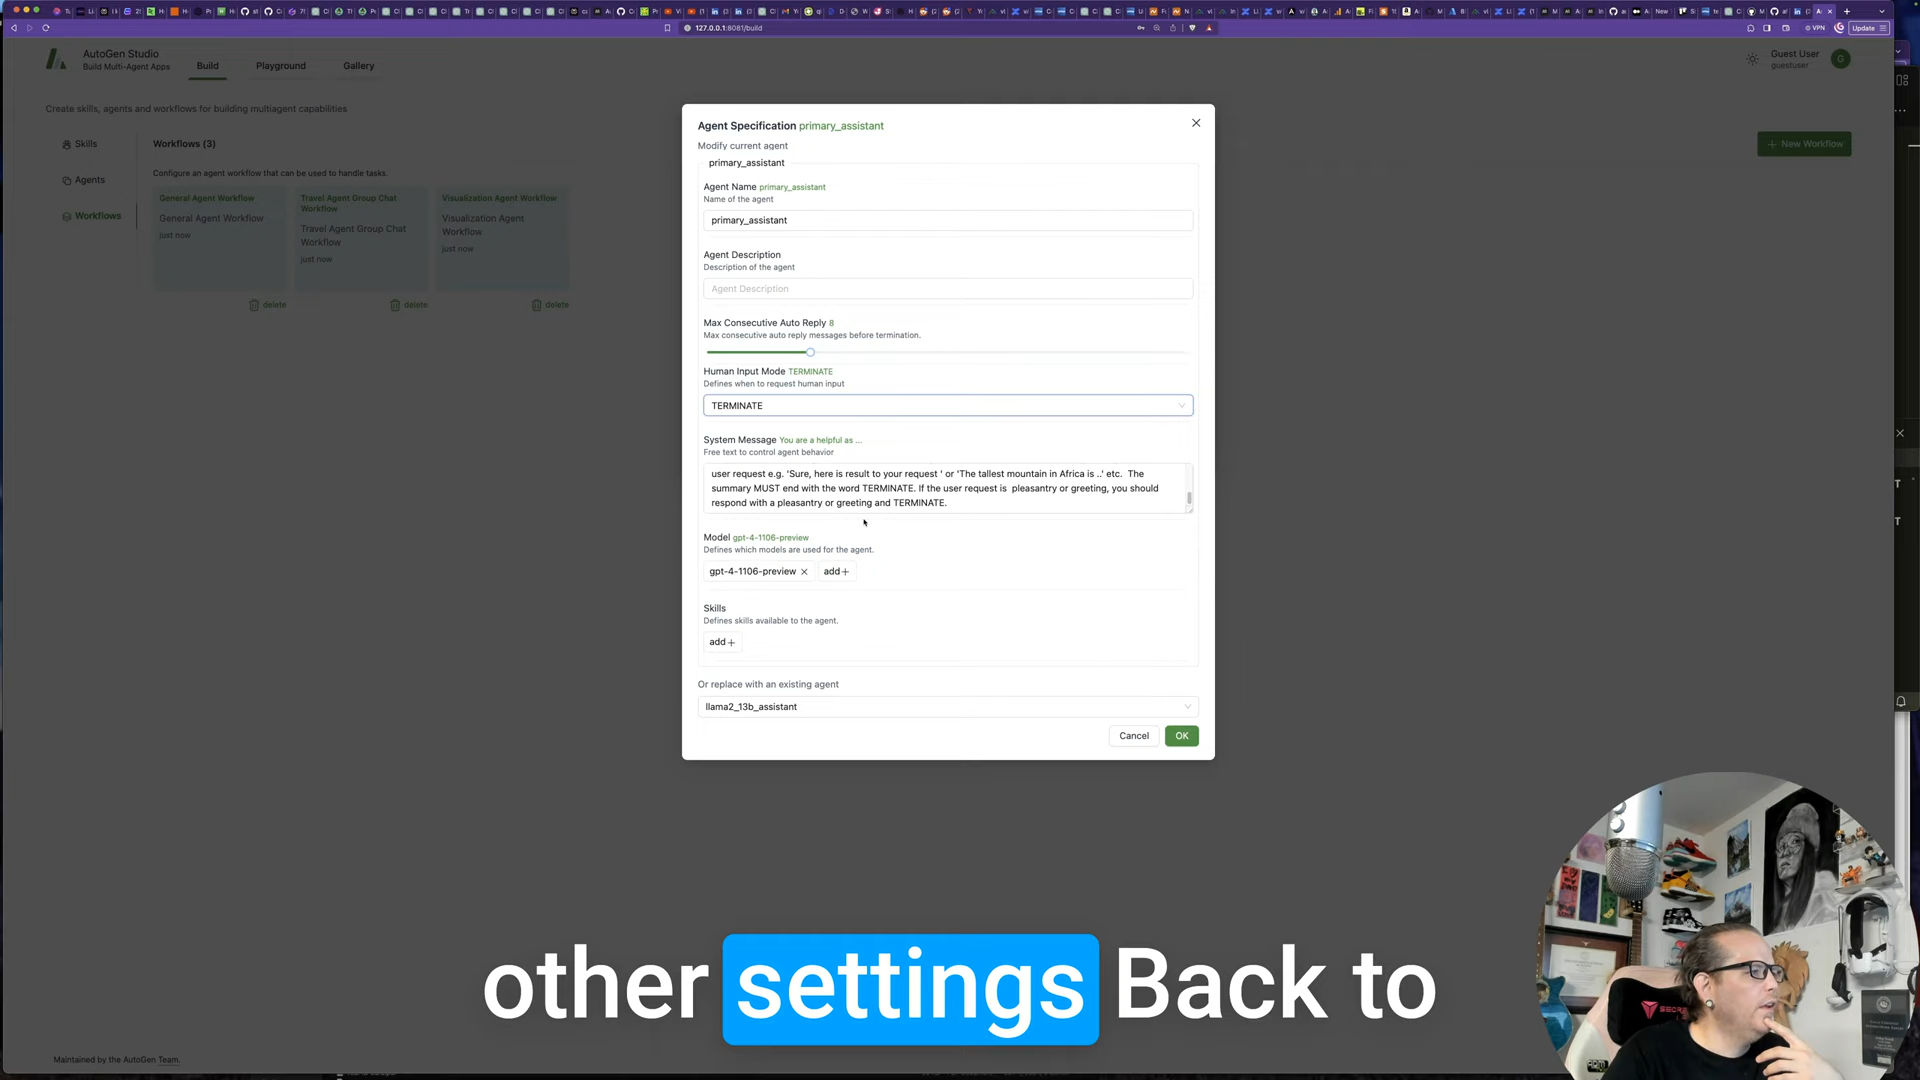 127.0.0.1:8081/build
VPN
Update
AutoGen Studio
Build Multi-Agent Apps
Build
Playground
Gallery
Guest User
guestuser
G
Create skills, agents and workflows for building multiagent capabilities
Skills
Agents
Workflows
Workflows (3)
New Workflow
Configure an agent workflow that can be used to handle tasks.
General Agent Workflow
General Agent Workflow
just now
delete
Travel Agent Group Chat
Workflow
Travel Agent Group Chat
Workflow
just now
delete
Visualization Agent Workflow
Visualization Agent
Workflow
just now
delete
Agent Specification primary_assistant
Modify current agent
primary_assistant
Agent Name primary_assistant
Name of the agent
primary_assistant
Agent Description
Description of the agent
Agent Description
Max Consecutive Auto Reply 8
Max consecutive auto reply messages before termination.
Human Input Mode TERMINATE
Defines when to request human input
TERMINATE
System Message You are a helpful as ...
Free text to control agent behavior
user request e.g. 'Sure, here is result to your request ' or 'The tallest mountain in Africa is ..' etc. The
summary MUST end with the word TERMINATE. If the user request is pleasantry or greeting, you should
respond with a pleasantry or greeting and TERMINATE.
Model gpt-4-1106-preview
Defines which models are used for the agent.
gpt-4-1106-preview
add
Skills
Defines skills available to the agent.
add
Or replace with an existing agent
llama2_13b_assistant
Cancel
OK
other settings Back to
Maintained by the AutoGen Team.